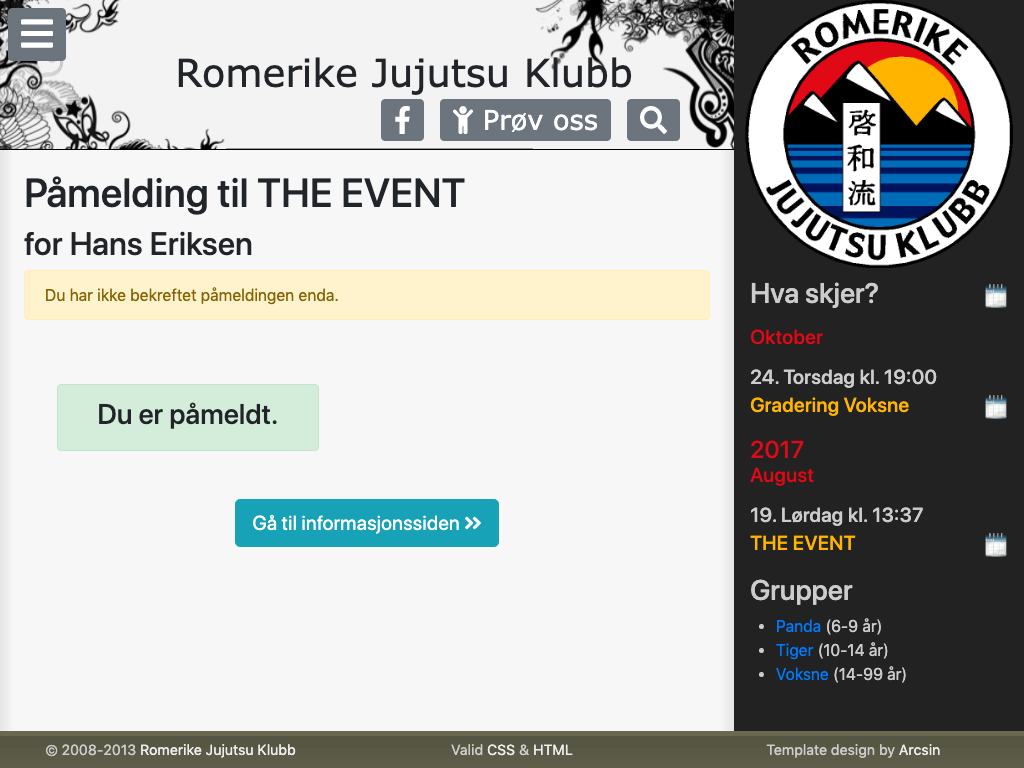 Romerike Jujutsu Klubb
Prøv oss
Påmelding til THE EVENT
for Hans Eriksen
Du har ikke bekreftet påmeldingen enda.
Du er påmeldt.
Gå til informasjonssiden »
ROMERIKE
啓和流
JUJUTSU KLUBB
Hva skjer?
Oktober
24. Torsdag kl. 19:00
Gradering Voksne
2017
August
19. Lørdag kl. 13:37
THE EVENT
Grupper
• Panda (6-9 år)
• Tiger (10-14 år)
• Voksne (14-99 år)
© 2008-2013 Romerike Jujutsu Klubb
Valid CSS & HTML
Template design by Arcsin